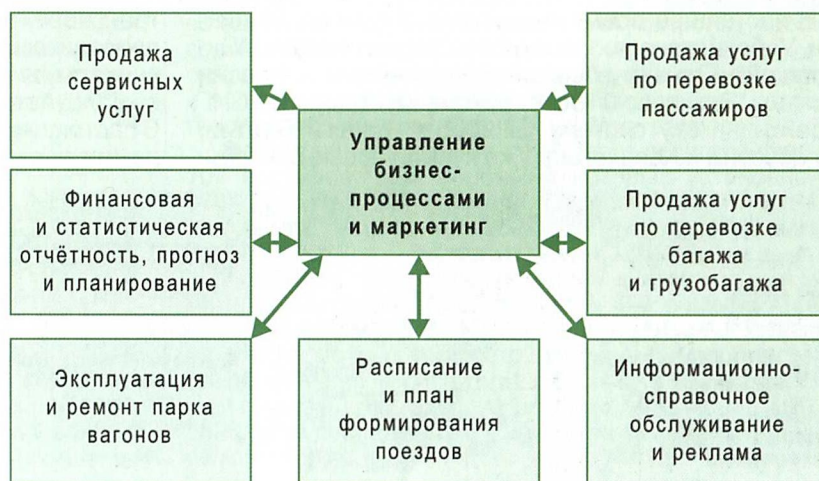 Продажа
сервисных
услуг
Продажа услуг
по перевозке
пассажиров
Управление
бизнес-
процессами
и маркетинг
Финансовая
и статистическая
отчётность, прогноз
и планирование
Продажа услуг
по перевозке
багажа
и грузобагажа
Эксплуатация
и ремонт парка
вагонов
Расписание
и план
формирования
поездов
Информационно-
справочное
обслуживание
и реклама